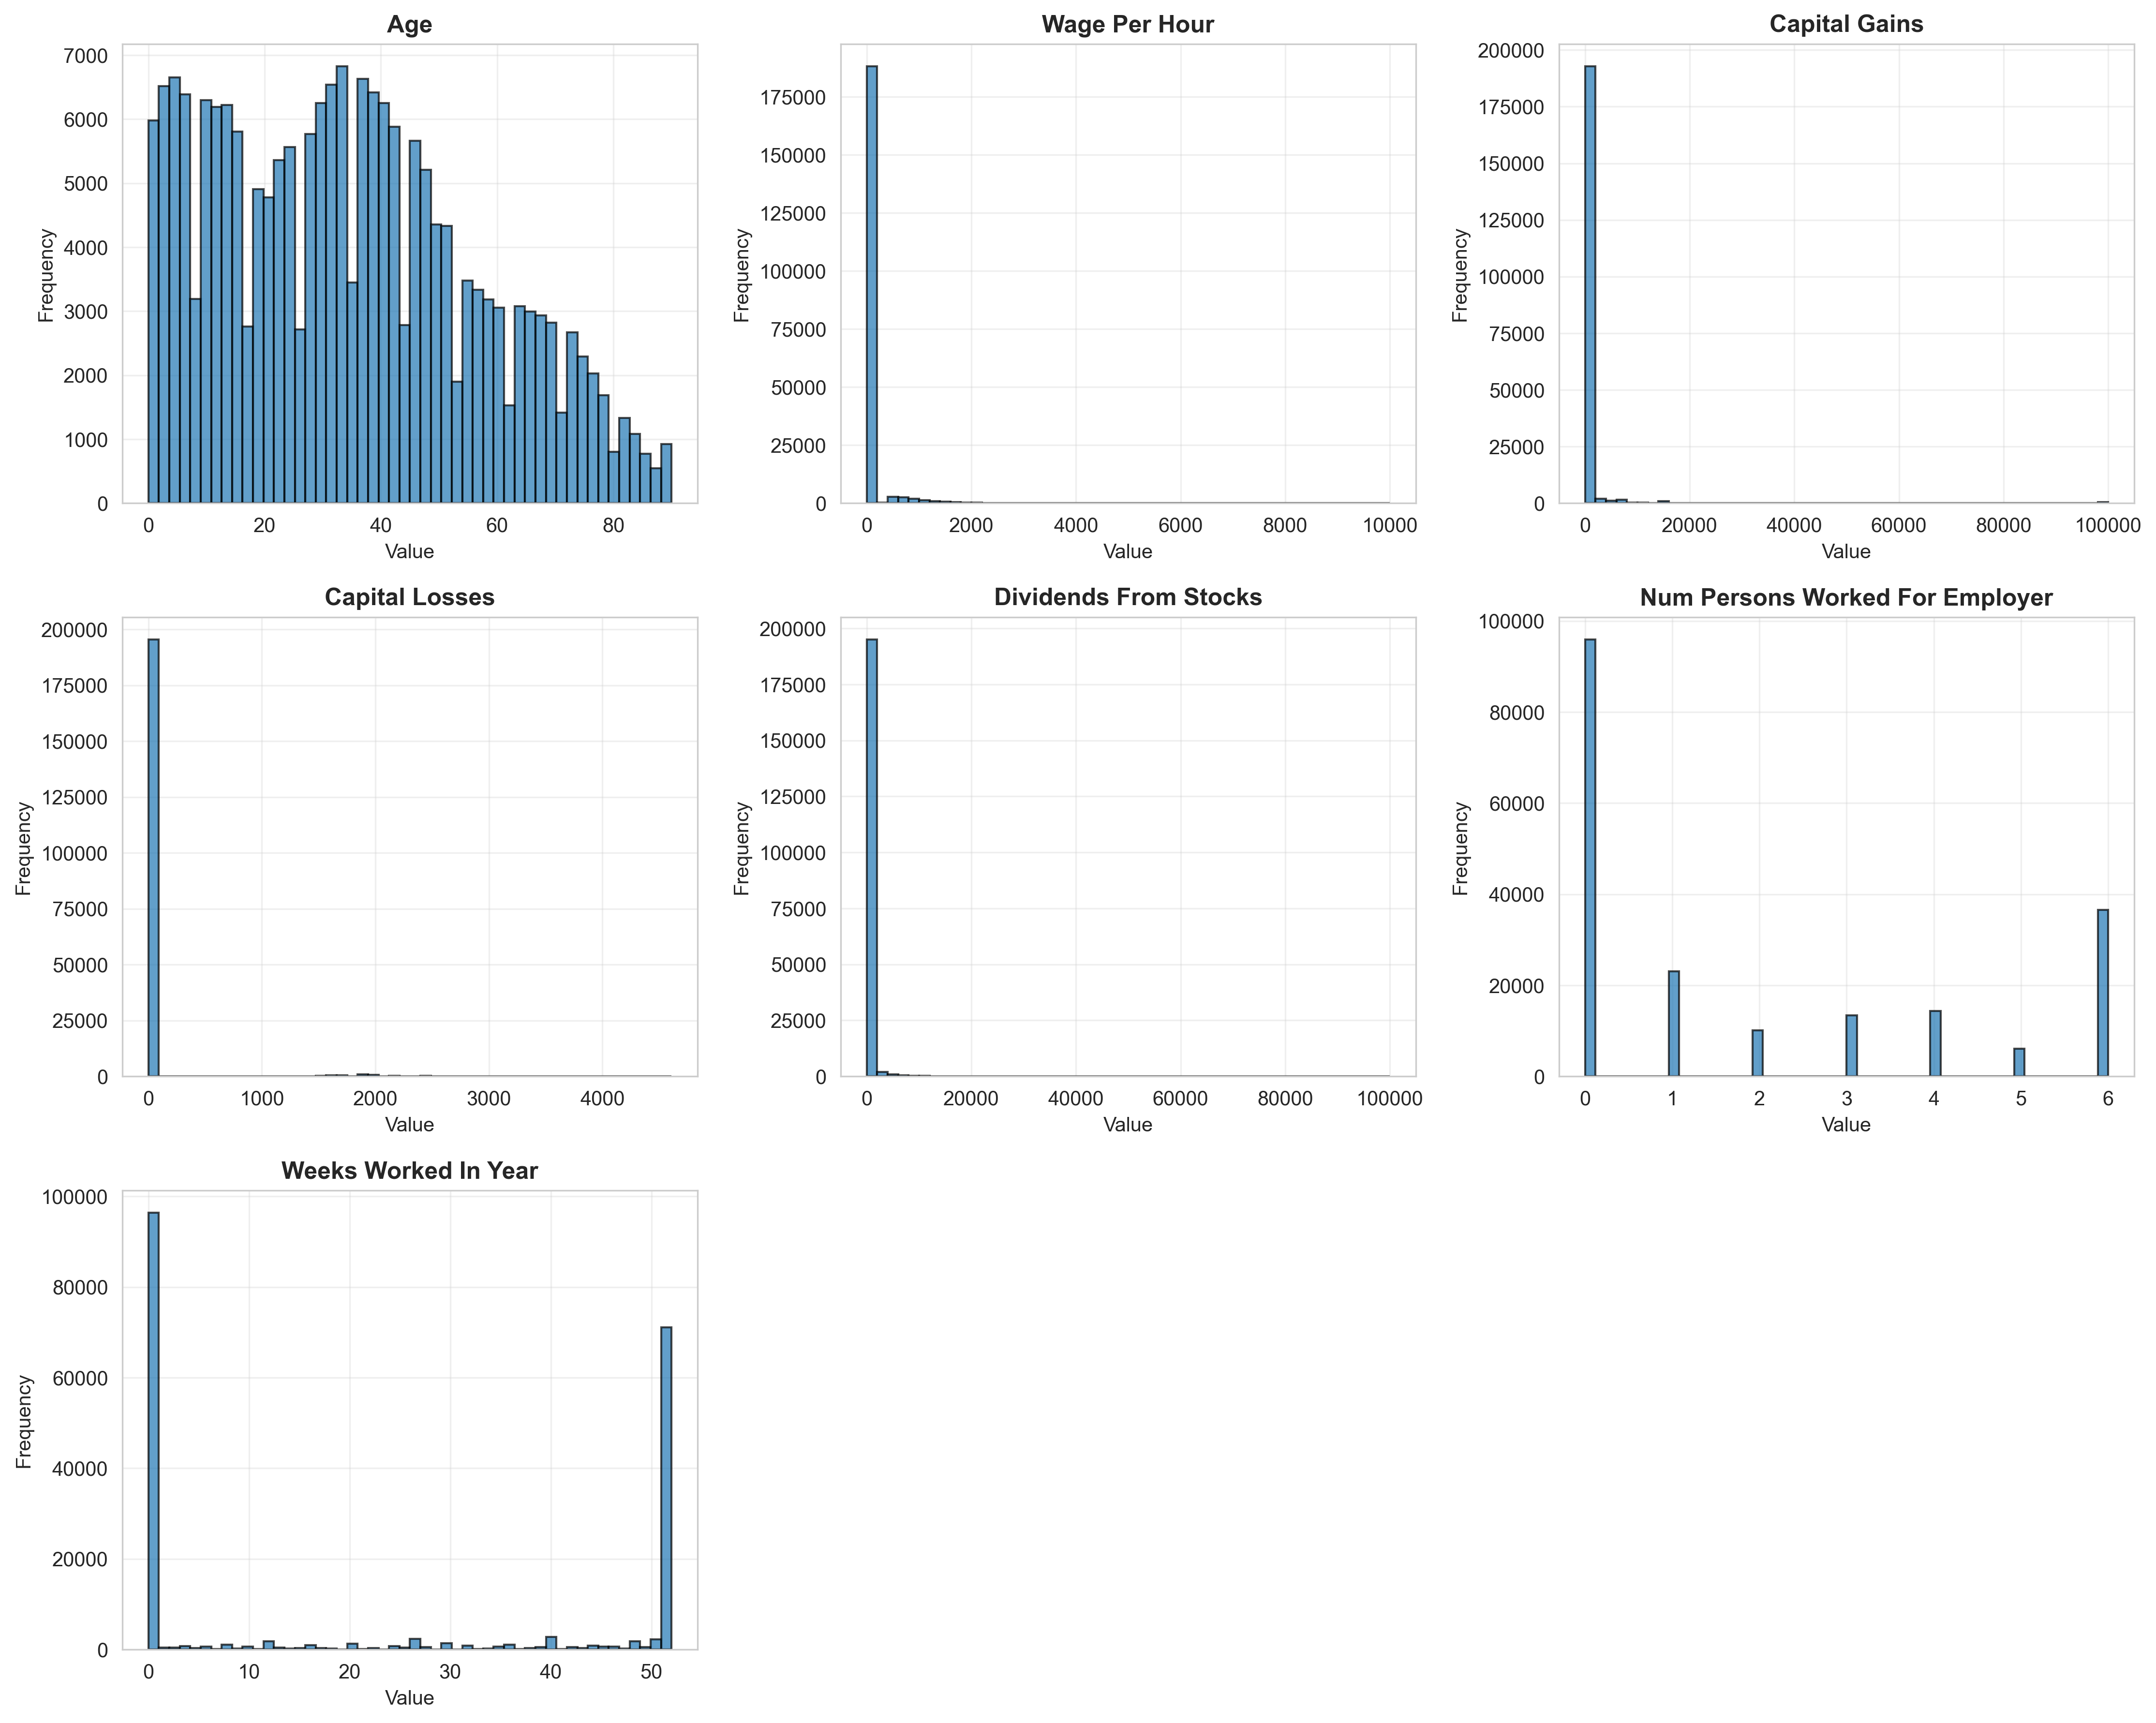 Age
7000
6000
5000
4000
3000
2000
1000
0
Frequency
0 20 40 60 80
Value
Wage Per Hour
175000
150000
125000
100000
75000
50000
25000
0
Frequency
0 2000 4000 6000 8000 10000
Value
Capital Gains
200000
175000
150000
125000
100000
75000
50000
25000
0
Frequency
0 20000 40000 60000 80000 100000
Value
Capital Losses
200000
175000
150000
125000
100000
75000
50000
25000
0
Frequency
0 1000 2000 3000 4000
Value
Dividends From Stocks
200000
175000
150000
125000
100000
75000
50000
25000
0
Frequency
0 20000 40000 60000 80000 100000
Value
Num Persons Worked For Employer
100000
80000
60000
40000
20000
0
Frequency
0 1 2 3 4 5 6
Value
Weeks Worked In Year
100000
80000
60000
40000
20000
0
Frequency
0 10 20 30 40 50
Value